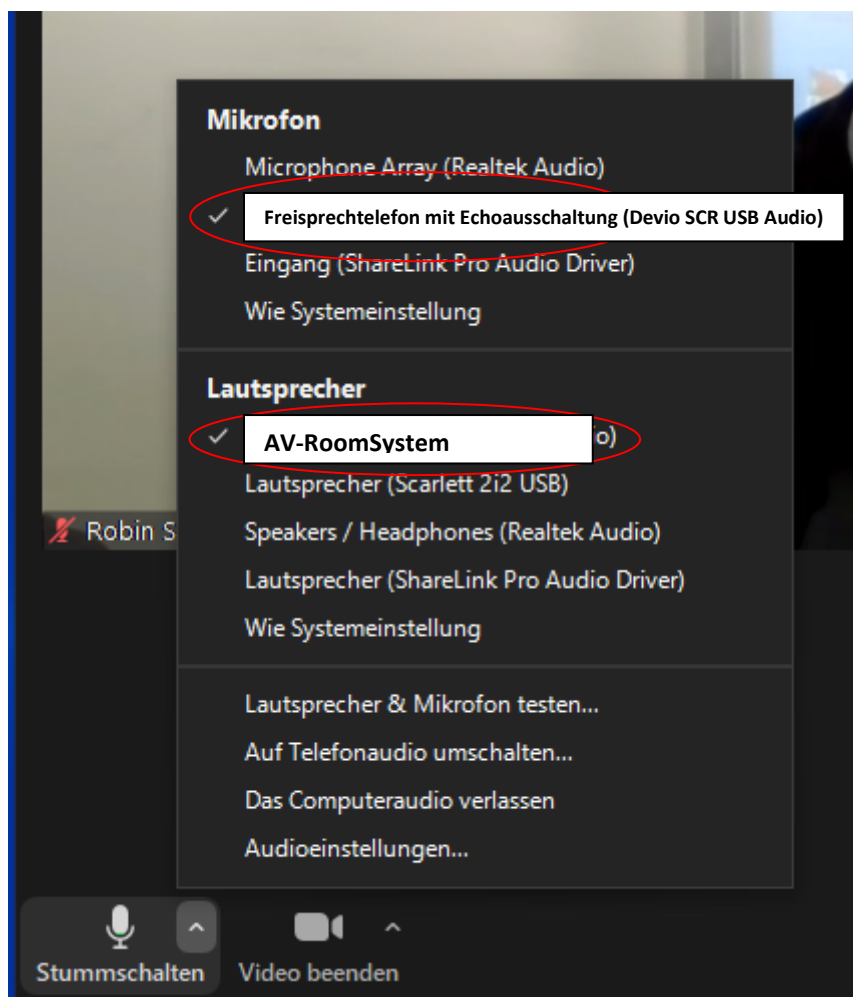 Mikrofon
Microphone Array (Realtek Audio)
Freisprechtelefon mit Echoausschaltung (Devio SCR USB Audio)
Eingang (ShareLink Pro Audio Driver)
Wie Systemeinstellung
Lautsprecher
AV-RoomSystem o)
Lautsprecher (Scarlett 2i2 USB)
Robin S
Speakers / Headphones (Realtek Audio)
Lautsprecher (ShareLink Pro Audio Driver)
Wie Systemeinstellung
Lautsprecher & Mikrofon testen...
Auf Telefonaudio umschalten...
Das Computeraudio verlassen
Audioeinstellungen...
Stummschalten
Video beenden